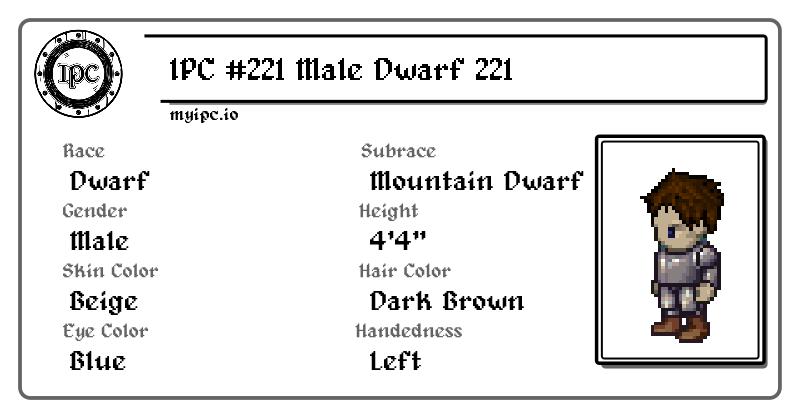 IPC
IPC #221 Male Dwarf 221
myipc.io
Race
Dwarf
Subrace
Mountain Dwarf
Gender
Male
Height
4'4"
Skin Color
Beige
Hair Color
Dark Brown
Eye Color
Blue
Handedness
Left